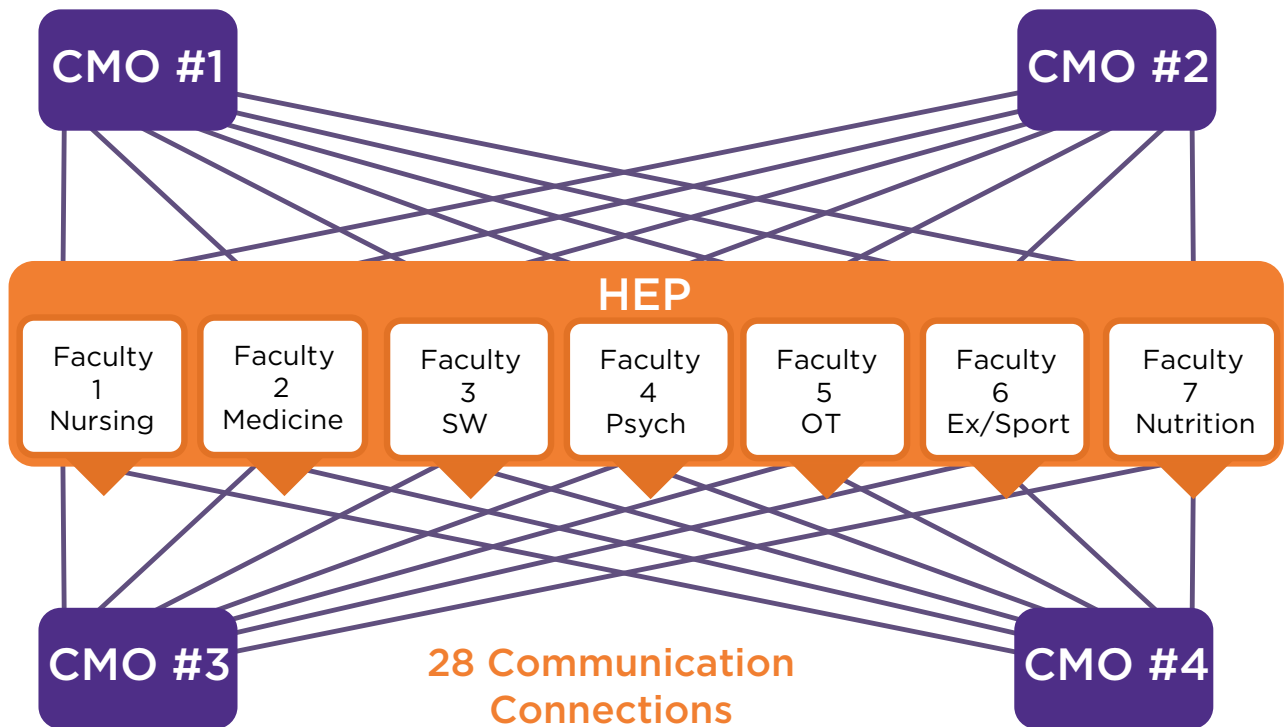 CMO #1
CMO #2
HEP
Faculty
1
Nursing
Faculty
2
Medicine
Faculty
3
SW
Faculty
4
Psych
Faculty
5
OT
Faculty
6
Ex/Sport
Faculty
7
Nutrition
CMO #3
28 Communication
Connections
CMO #4